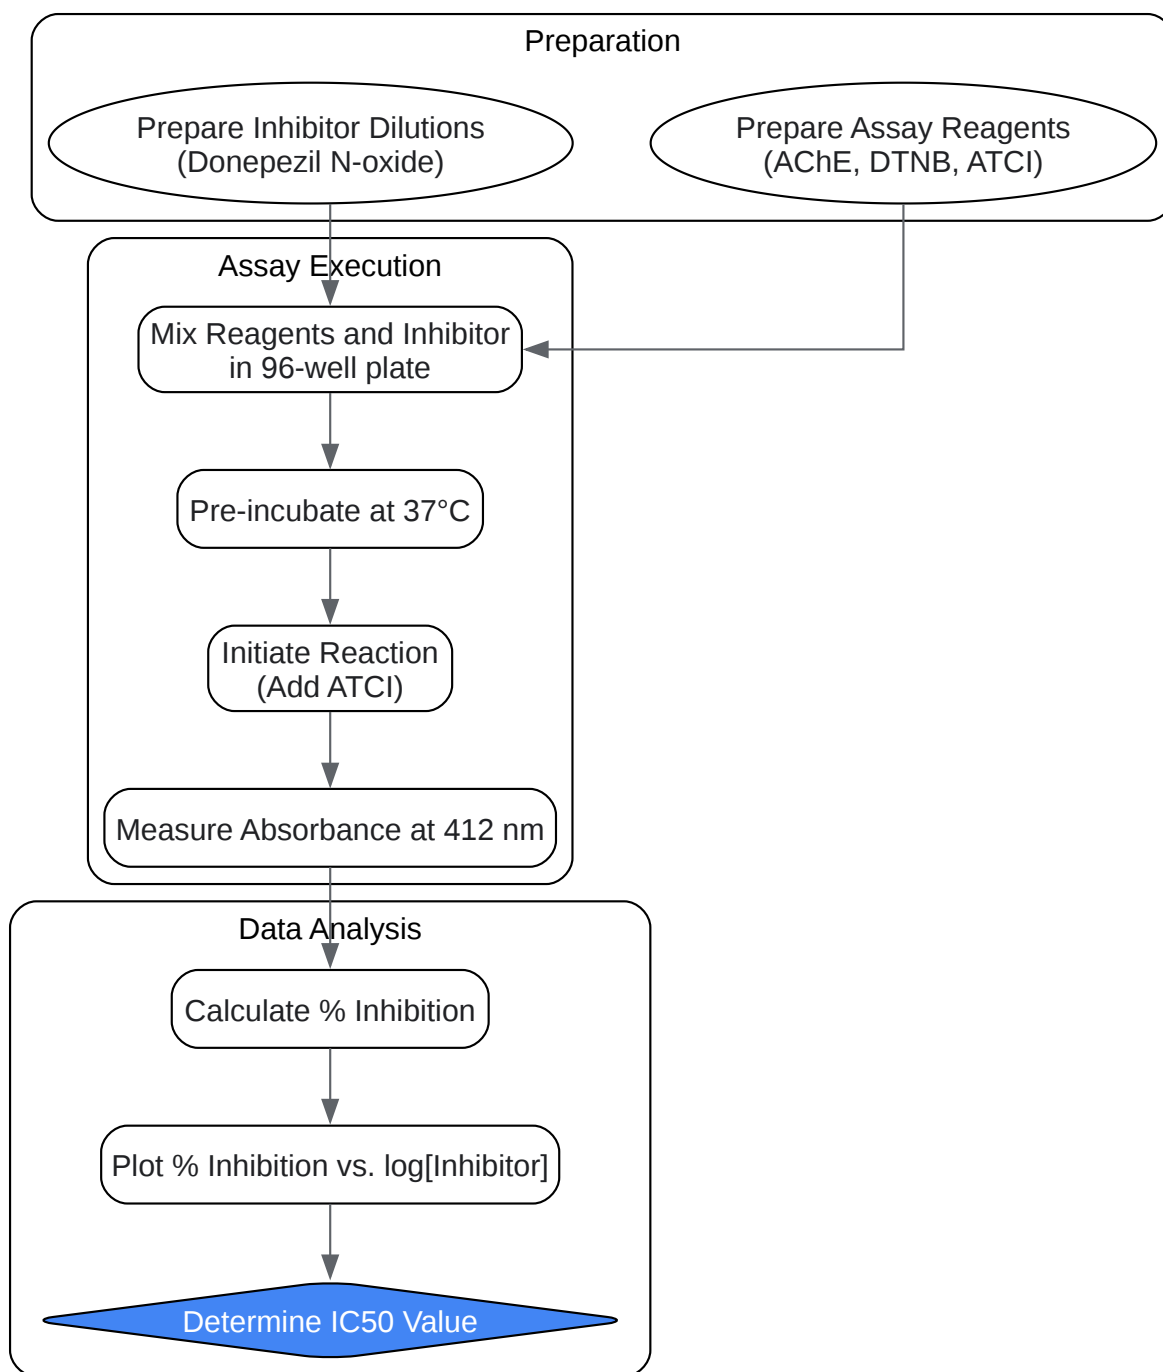 Preparation
Prepare Inhibitor Dilutions
(Donepezil N-oxide)
Prepare Assay Reagents
(AChE, DTNB, ATCI)
Assay Execution
Mix Reagents and Inhibitor
in 96-well plate
Pre-incubate at 37°C
Initiate Reaction
(Add ATCI)
Measure Absorbance at 412 nm
Data Analysis
Calculate % Inhibition
Plot % Inhibition vs. log[Inhibitor]
Determine IC50 Value